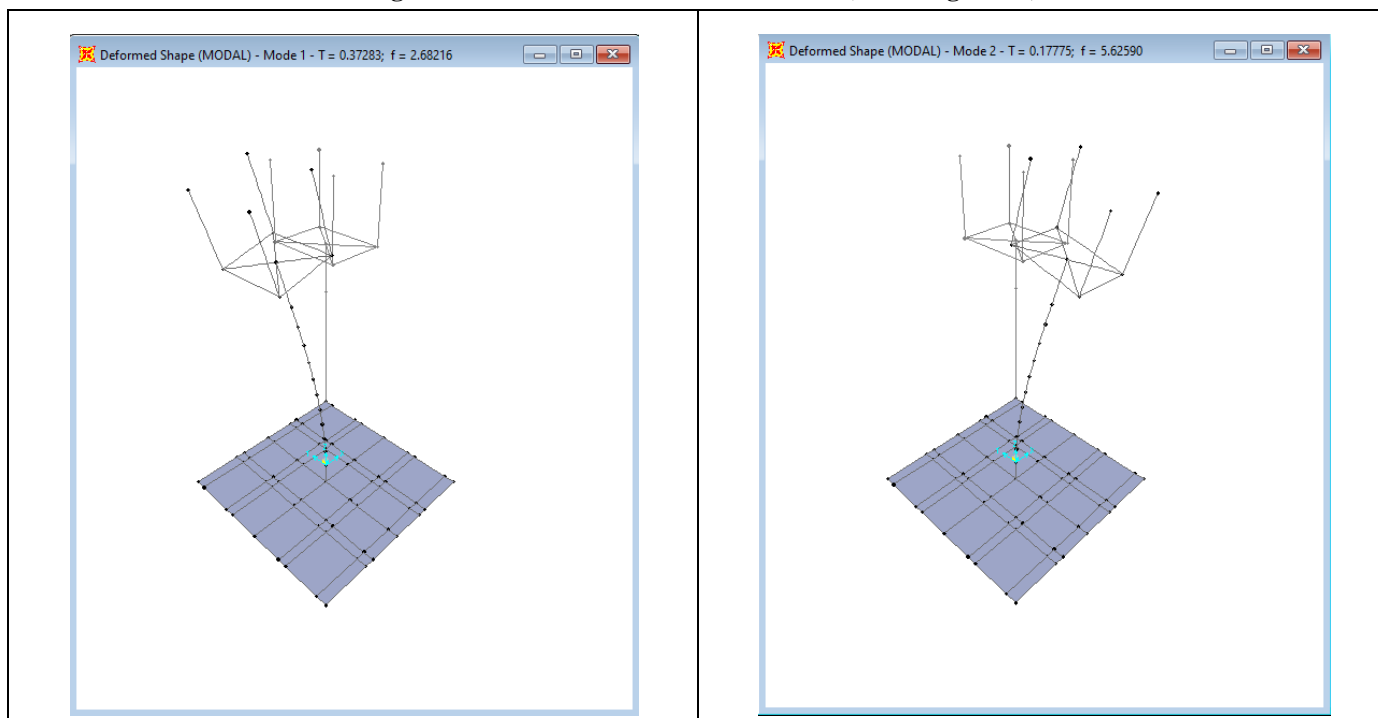 Deformed Shape (MODAL) - Mode 1 - T = 0.37283; f = 2.68216
Deformed Shape (MODAL) - Mode 2 - T = 0.17775; f = 5.62590